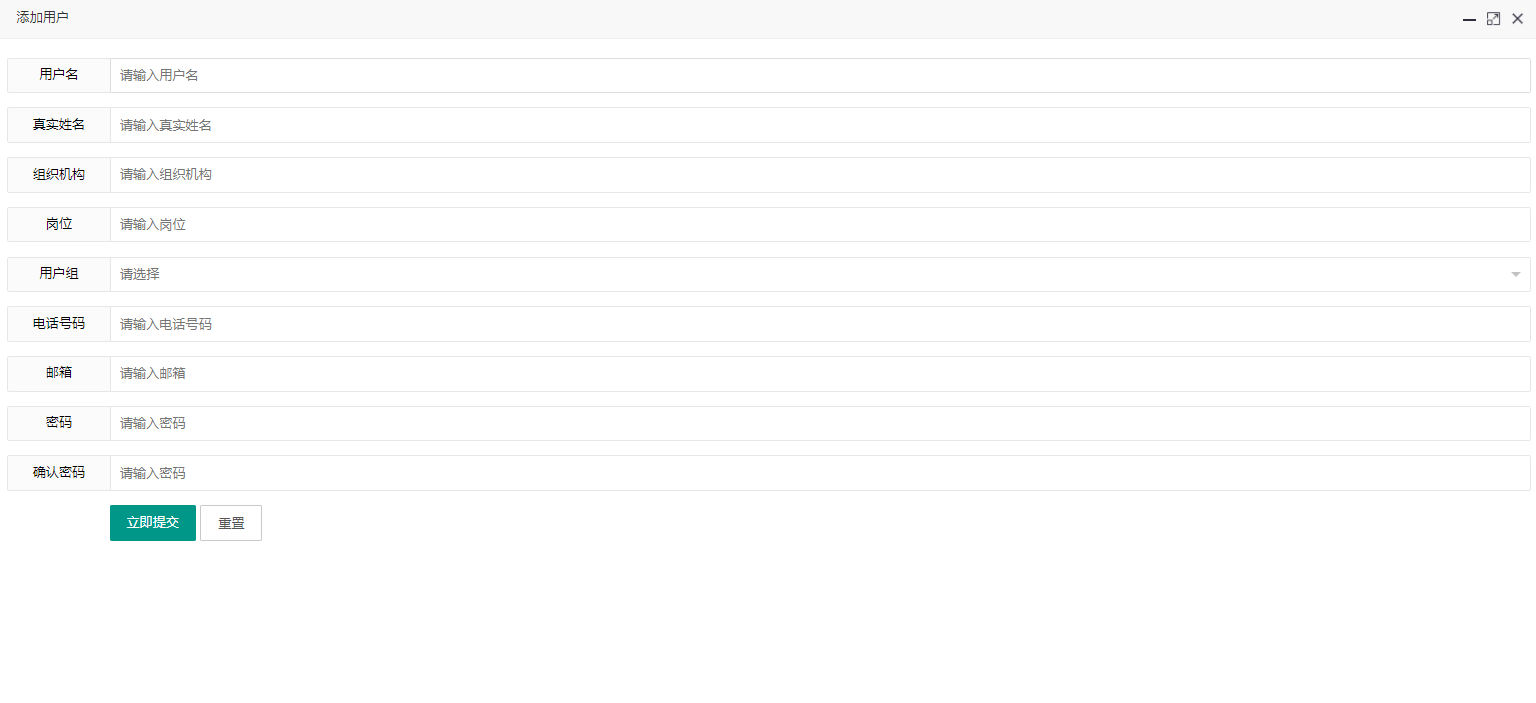 添加用户
用户名 请输入用户名
真实姓名 请输入真实姓名
组织机构 请输入组织机构
岗位 请输入岗位
用户组 请选择
电话号码 请输入电话号码
邮箱 请输入邮箱
密码 请输入密码
确认密码 请输入密码
立即提交 重置